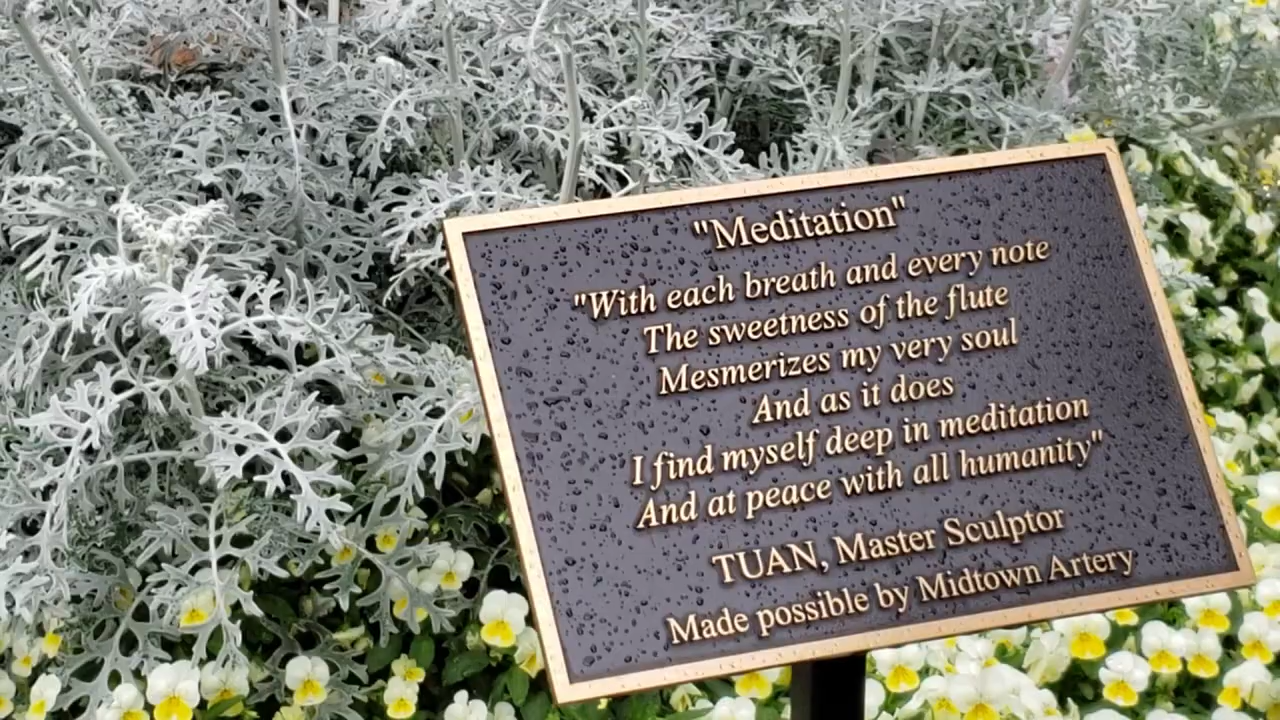 "Meditation"
"With each breath and every note
The sweetness of the flute
Mesmerizes my very soul
And as it does
I find myself deep in meditation
And at peace with all humanity"
TUAN, Master Sculptor
Made possible by Midtown Artery